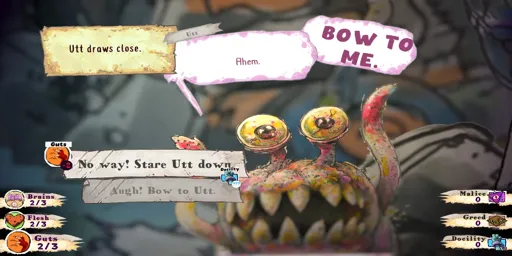 Utt draws close.
Utt
Ahem.
BOW TO
ME.
Guts
No way! Stare Utt down.
Docility
Augh! Bow to Utt.
Brains
2/3
Flesh
2/3
Guts
2/3
Malice
0
Greed
0
Docility
0